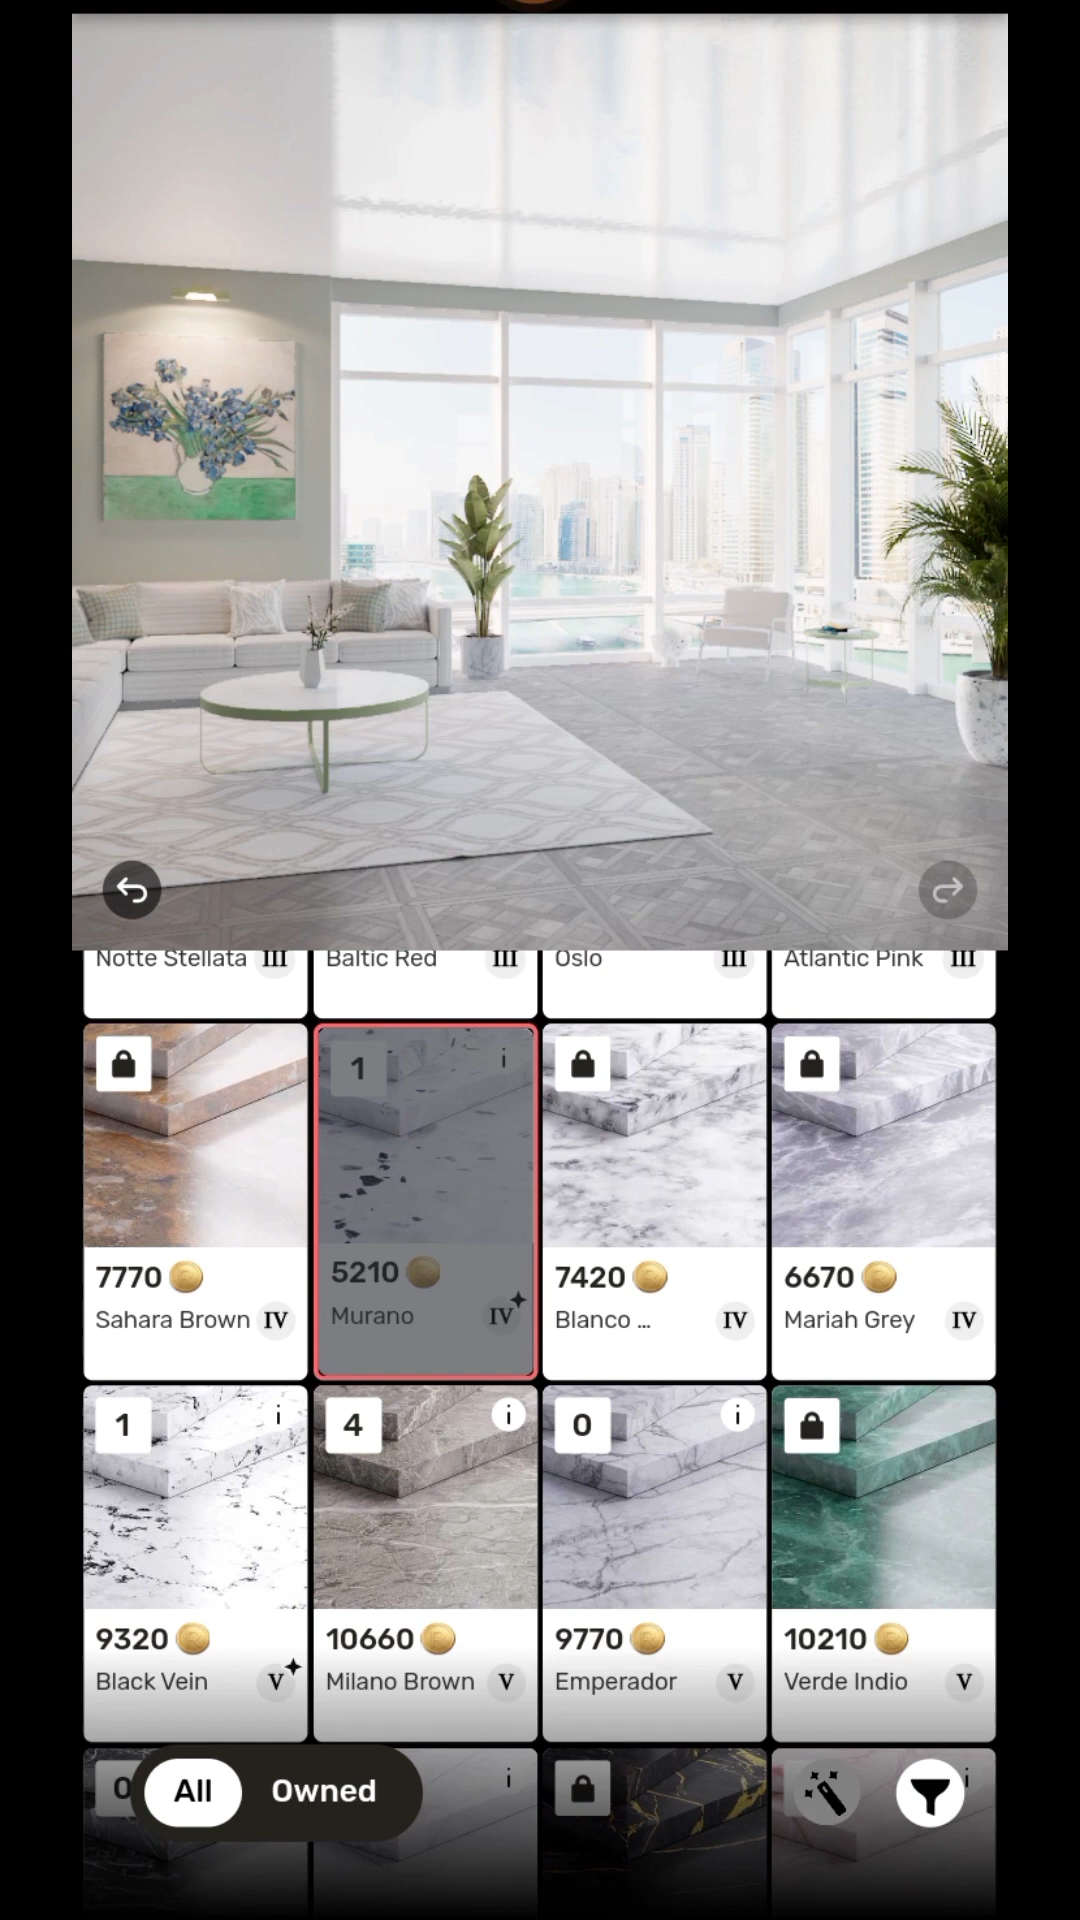 Notte Stellata III
Baltic Red III
Oslo III
Atlantic Pink III
7770
Sahara Brown IV
1 i
5210
Murano IV
7420
Blanco ... IV
6670
Mariah Grey IV
1 i
9320
Black Vein V
4 i
10660
Milano Brown V
0 i
9770
Emperador V
10210
Verde Indio V
0
All
Owned
i
i